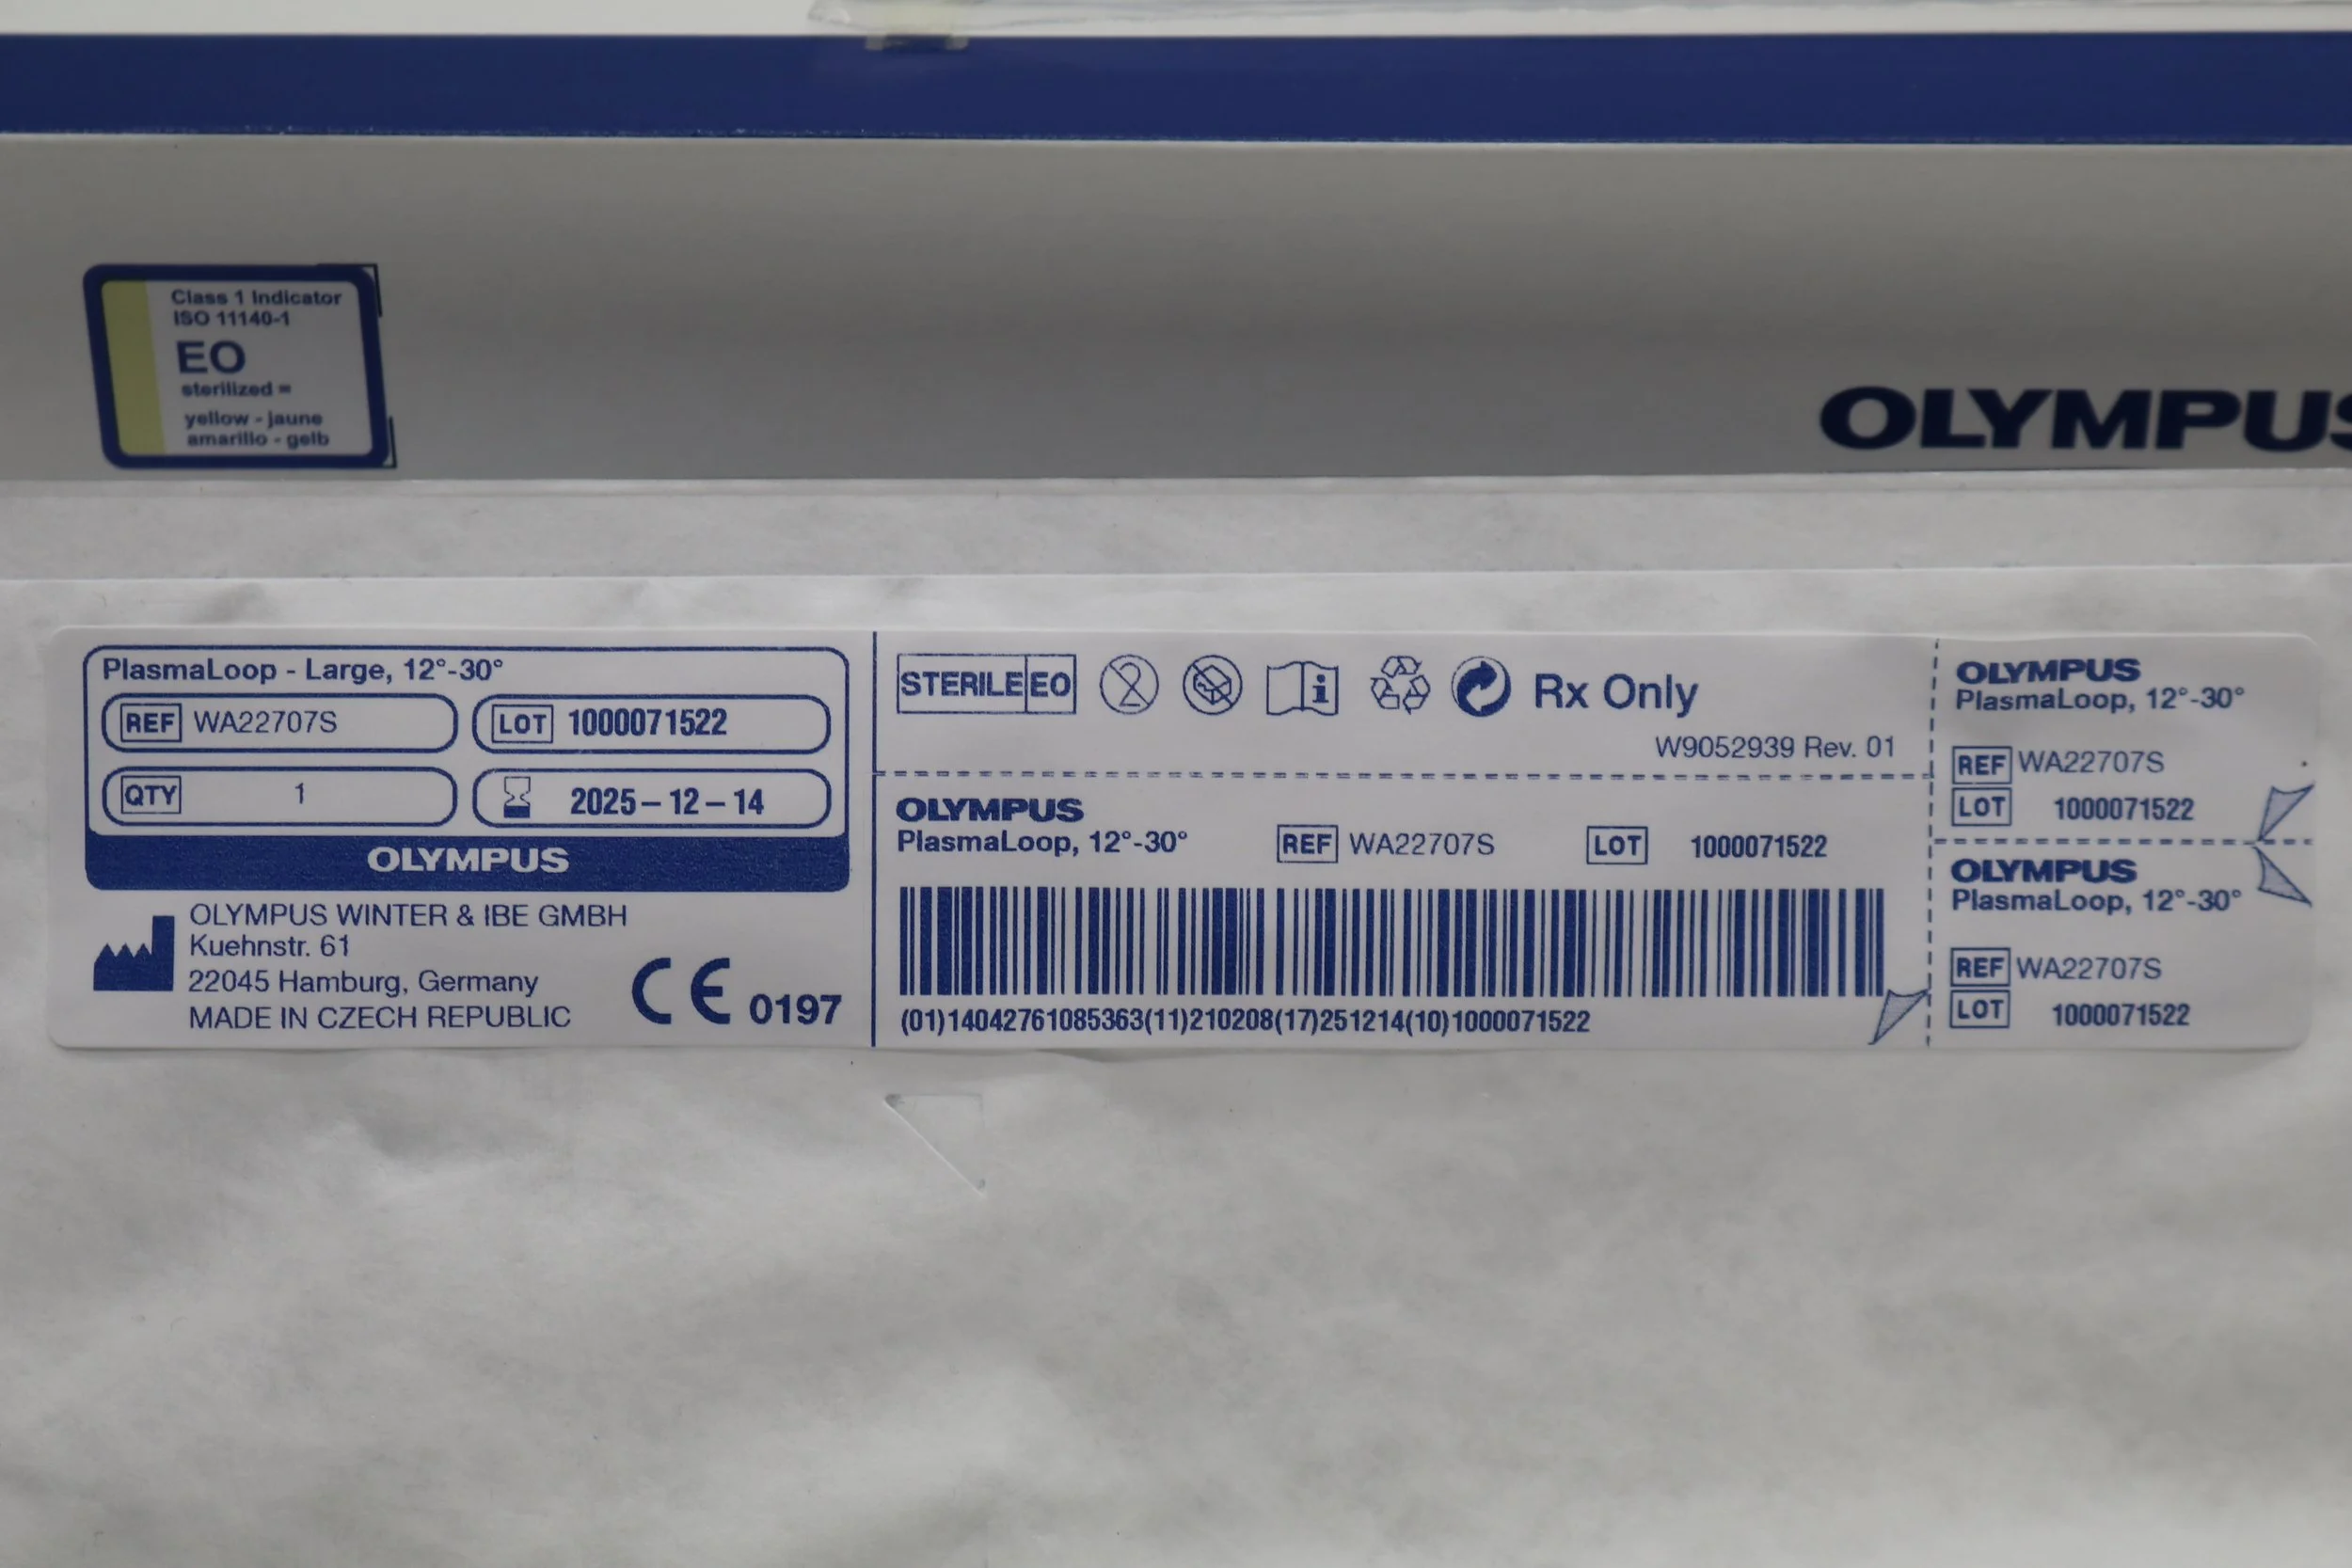 Class 1 Indicator
ISO 11140-1
EO
sterilized =
yellow - jaune
amarillo - gelb
OLYMPUS
PlasmaLoop - Large, 12°-30°
REF WA22707S
LOT 1000071522
QTY 1
2025-12-14
OLYMPUS
OLYMPUS WINTER & IBE GMBH
Kuehnstr. 61
22045 Hamburg, Germany
MADE IN CZECH REPUBLIC
CE 0197
STERILE EO
2
i
Rx Only
W9052939 Rev. 01
OLYMPUS
PlasmaLoop, 12°-30°
REF WA22707S
LOT 1000071522
(01)14042761085363(11)210208(17)251214(10)1000071522
OLYMPUS
PlasmaLoop, 12°-30°
REF WA22707S
LOT 1000071522
OLYMPUS
PlasmaLoop, 12°-30°
REF WA22707S
LOT 1000071522